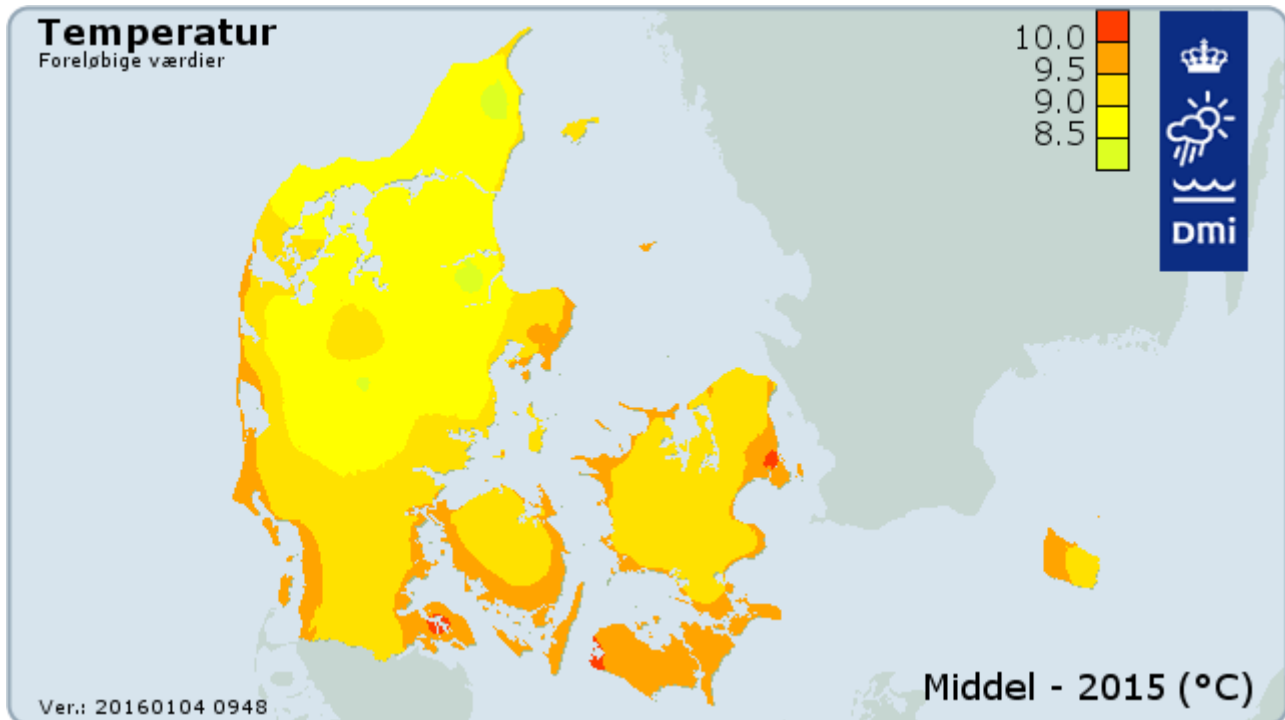 Temperatur
Foreløbige værdier
10.0
9.5
9.0
8.5
DMi
Middel - 2015 (°C)
Ver.: 20160104 0948